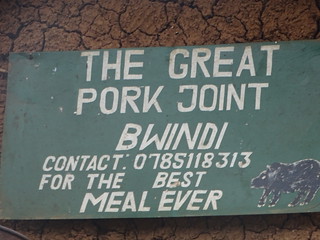 THE GREAT
PORK JOINT
BWINDI
CONTACT: 0785118313
FOR THE BEST
MEAL EVER